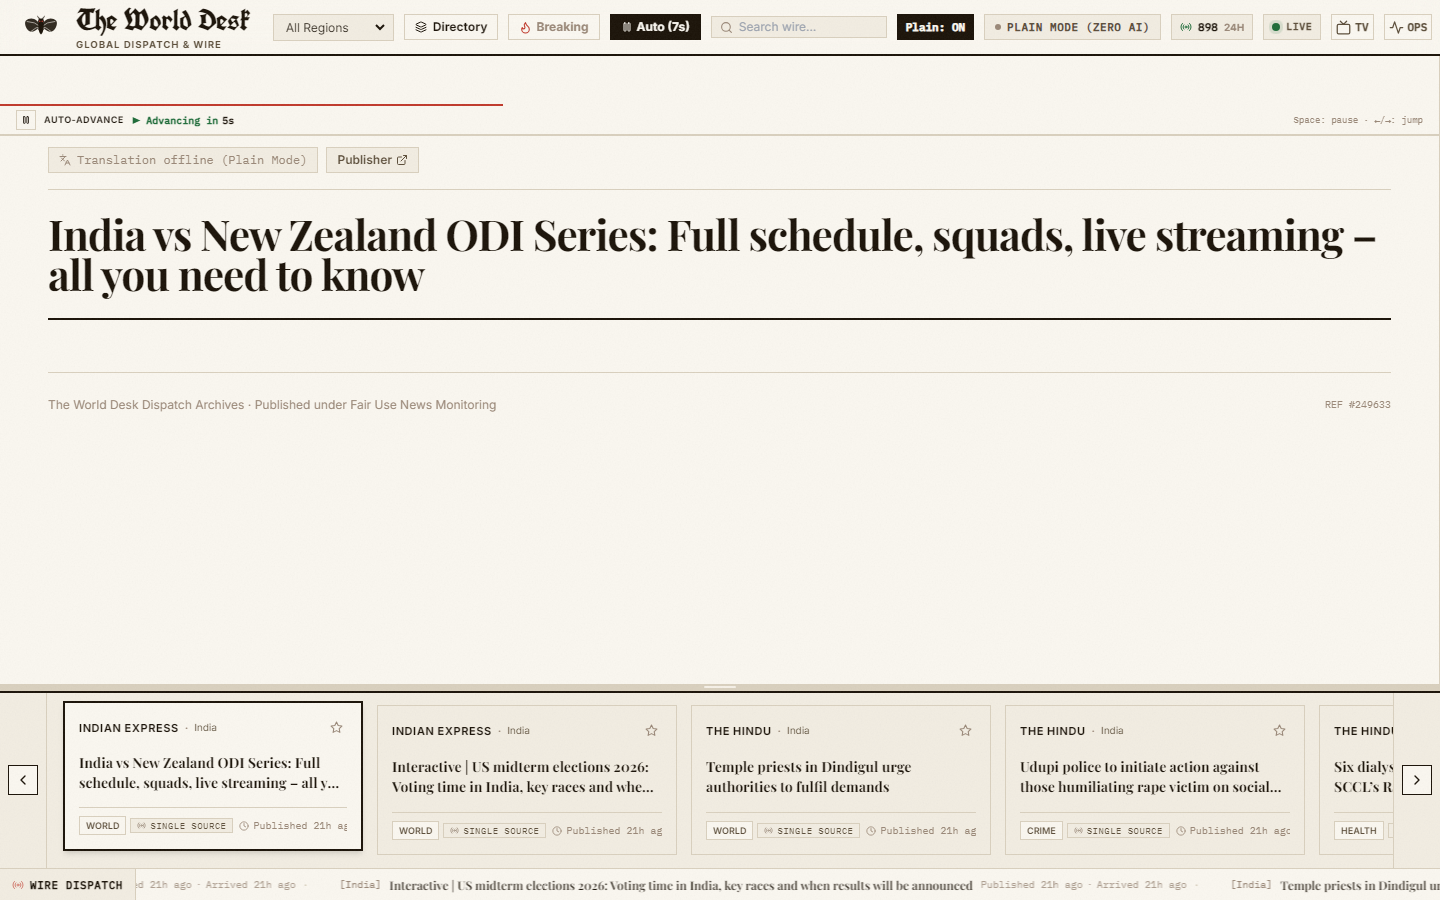 The World Desk
GLOBAL DISPATCH & WIRE
All Regions
Directory
Breaking
Auto (7s)
Search wire...
Plain: ON
PLAIN MODE (ZERO AI)
898 24H
LIVE
TV
OPS
AUTO-ADVANCE
Advancing in 5s
Space: pause · ←/→: jump
Translation offline (Plain Mode)
Publisher
India vs New Zealand ODI Series: Full schedule, squads, live streaming –
all you need to know
The World Desk Dispatch Archives · Published under Fair Use News Monitoring
REF #249633
INDIAN EXPRESS · India
India vs New Zealand ODI Series: Full
schedule, squads, live streaming – all y...
WORLD
SINGLE SOURCE
Published 21h ag
INDIAN EXPRESS · India
Interactive | US midterm elections 2026:
Voting time in India, key races and whe...
WORLD
SINGLE SOURCE
Published 21h ag
THE HINDU · India
Temple priests in Dindigul urge
authorities to fulfil demands
WORLD
SINGLE SOURCE
Published 21h ag
THE HINDU · India
Udupi police to initiate action against
those humiliating rape victim on social...
CRIME
SINGLE SOURCE
Published 21h ago
THE HINDU
Six dialys
SCCL's R
HEALTH
WIRE DISPATCH
d 21h ago · Arrived 21h ago ·
[India] Interactive | US midterm elections 2026: Voting time in India, key races and when results will be announced Published 21h ago · Arrived 21h ago ·
[India] Temple priests in Dindigul ur